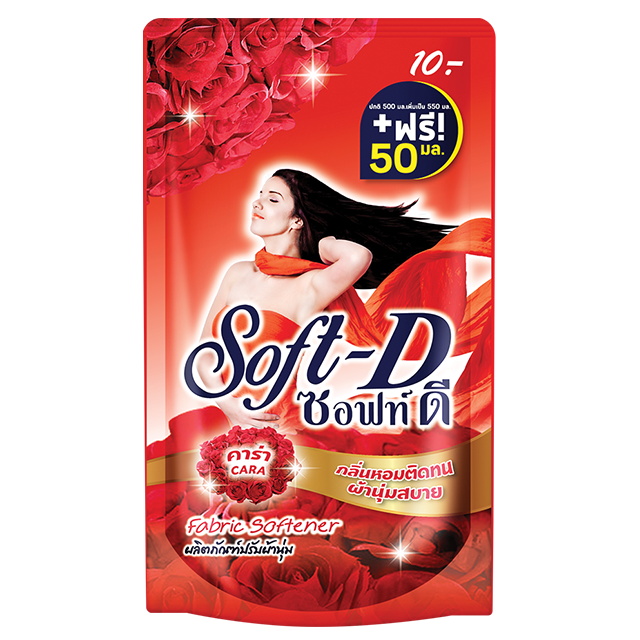 10.-
ปกติ 500 มล.เพิ่มเป็น 550 มล.
+ฟรี!
50 มล.
Soft-D
ซอฟท์ ดี
คาร่า
CARA
กลิ่นหอมติดทน
ผ้านุ่มสบาย
Fabric Softener
ผลิตภัณฑ์ปรับผ้านุ่ม